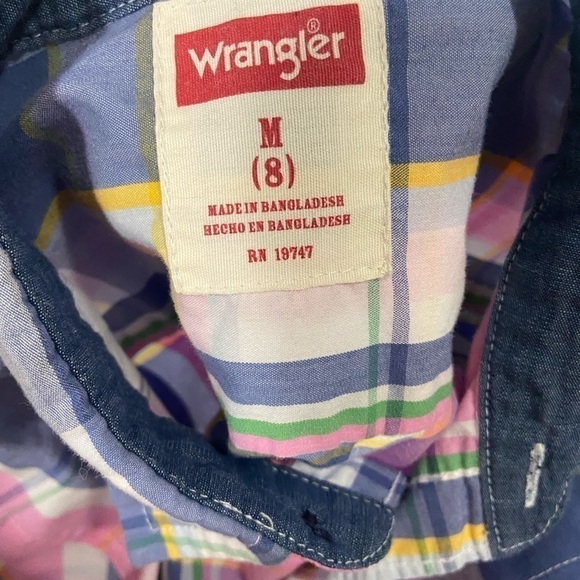 Wrangler®
M
(8)
MADE IN BANGLADESH
HECHO EN BANGLADESH
RN 19747